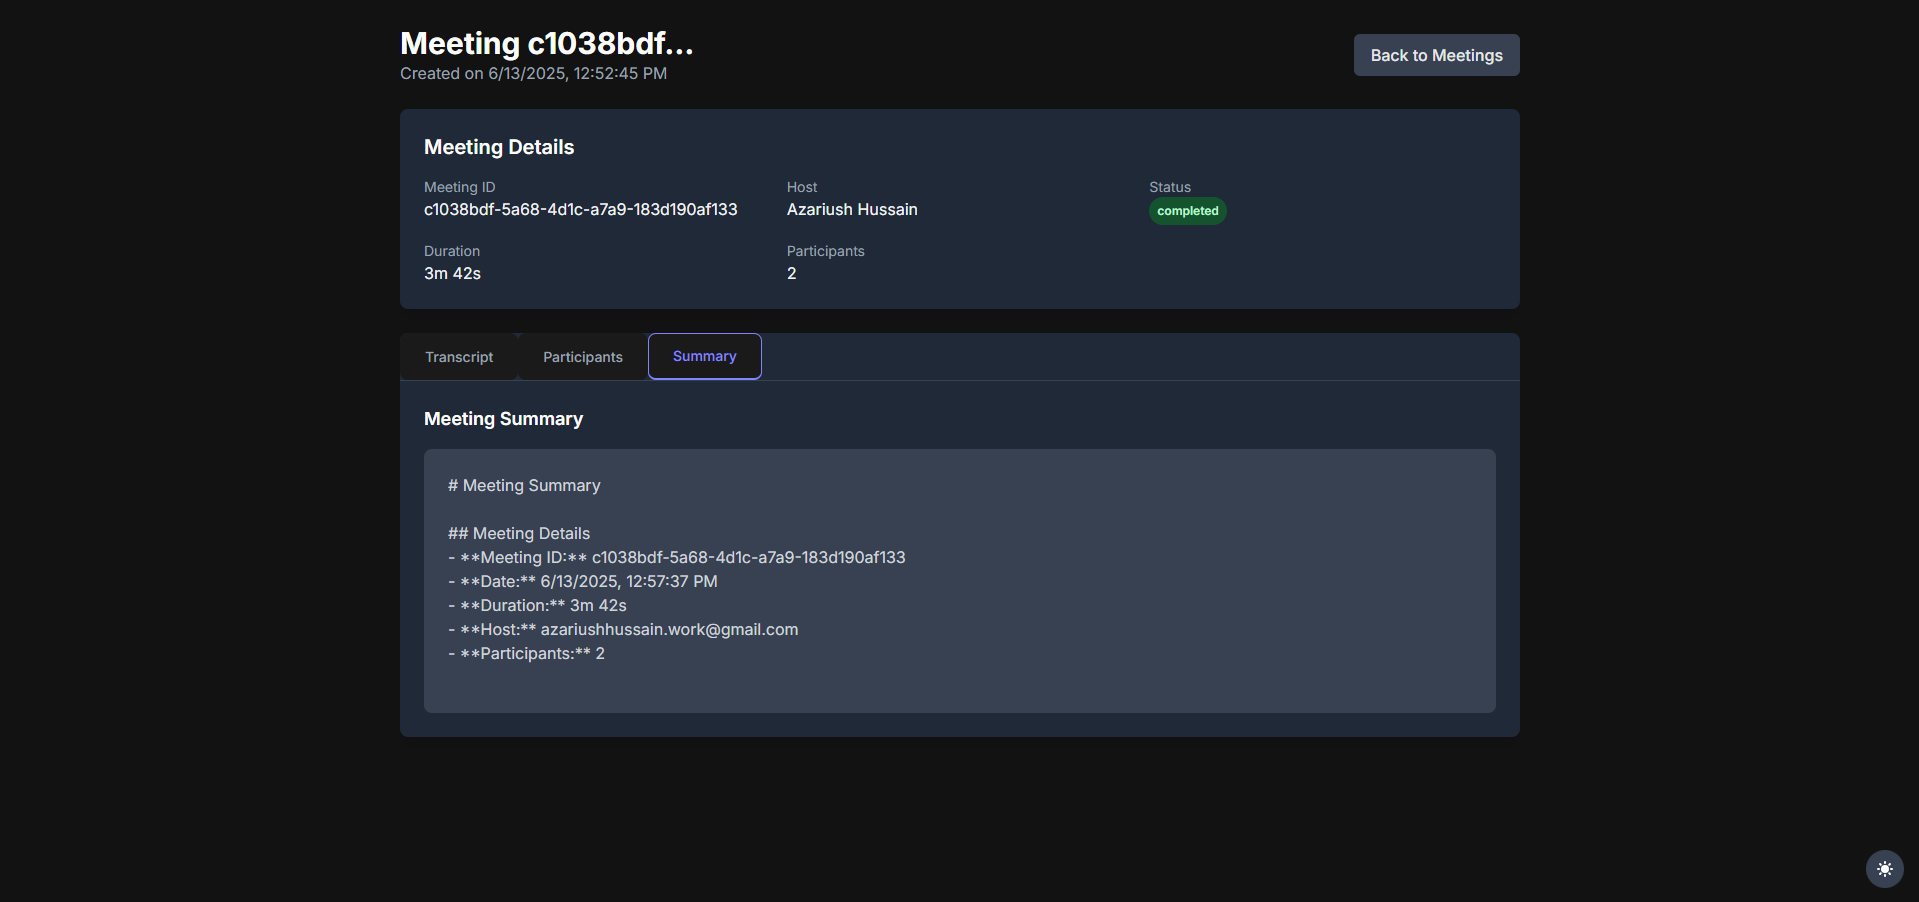 Meeting c1038bdf...
Created on 6/13/2025, 12:52:45 PM
Back to Meetings
Meeting Details
Meeting ID
c1038bdf-5a68-4d1c-a7a9-183d190af133
Host
Azariush Hussain
Status
completed
Duration
3m 42s
Participants
2
Transcript
Participants
Summary
Meeting Summary
# Meeting Summary
## Meeting Details
- **Meeting ID:** c1038bdf-5a68-4d1c-a7a9-183d190af133
- **Date:** 6/13/2025, 12:57:37 PM
- **Duration:** 3m 42s
- **Host:** azariushhussain.work@gmail.com
- **Participants:** 2